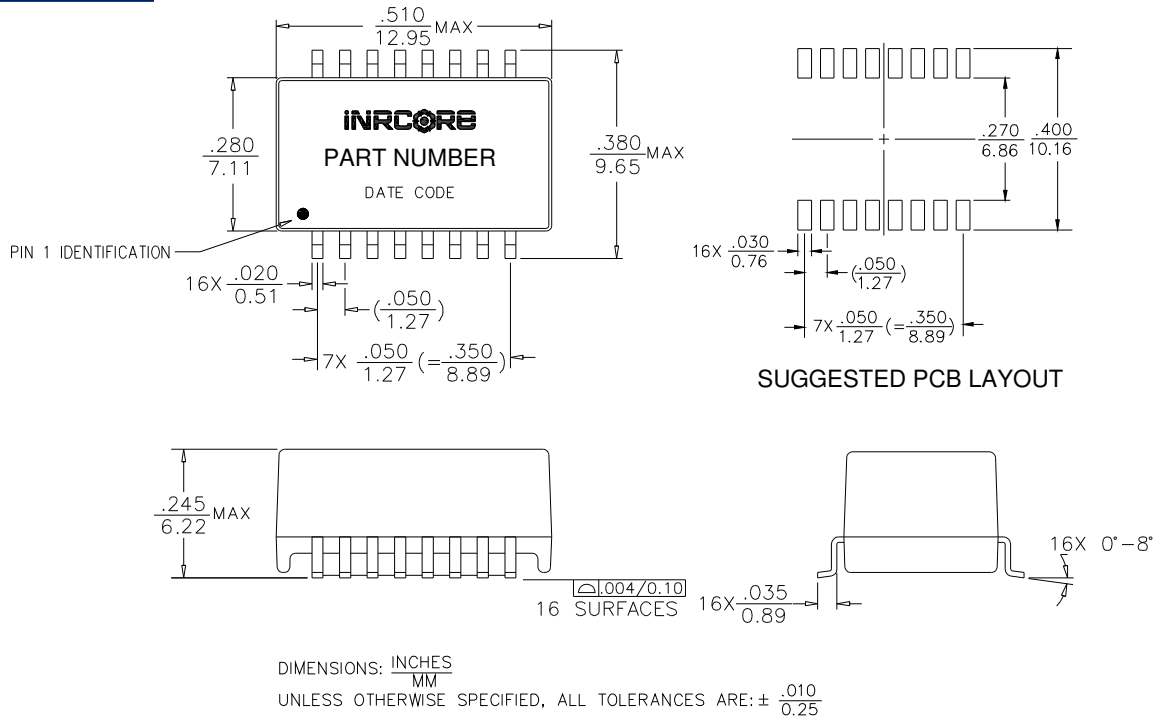 .510
12.95 MAX
iNRCORE
PART NUMBER
DATE CODE
.280
7.11
.380
9.65 MAX
PIN 1 IDENTIFICATION
16X .020
0.51
(.050
1.27)
7X .050
1.27 (=.350
8.89)
.270
6.86
.400
10.16
16X .030
0.76
(.050
1.27)
7X .050
1.27 (=.350
8.89)
SUGGESTED PCB LAYOUT
.245
6.22 MAX
⌓ .004/0.10
16 SURFACES
16X .035
0.89
16X 0°-8°
DIMENSIONS: INCHES
MM
UNLESS OTHERWISE SPECIFIED, ALL TOLERANCES ARE: ± .010
0.25